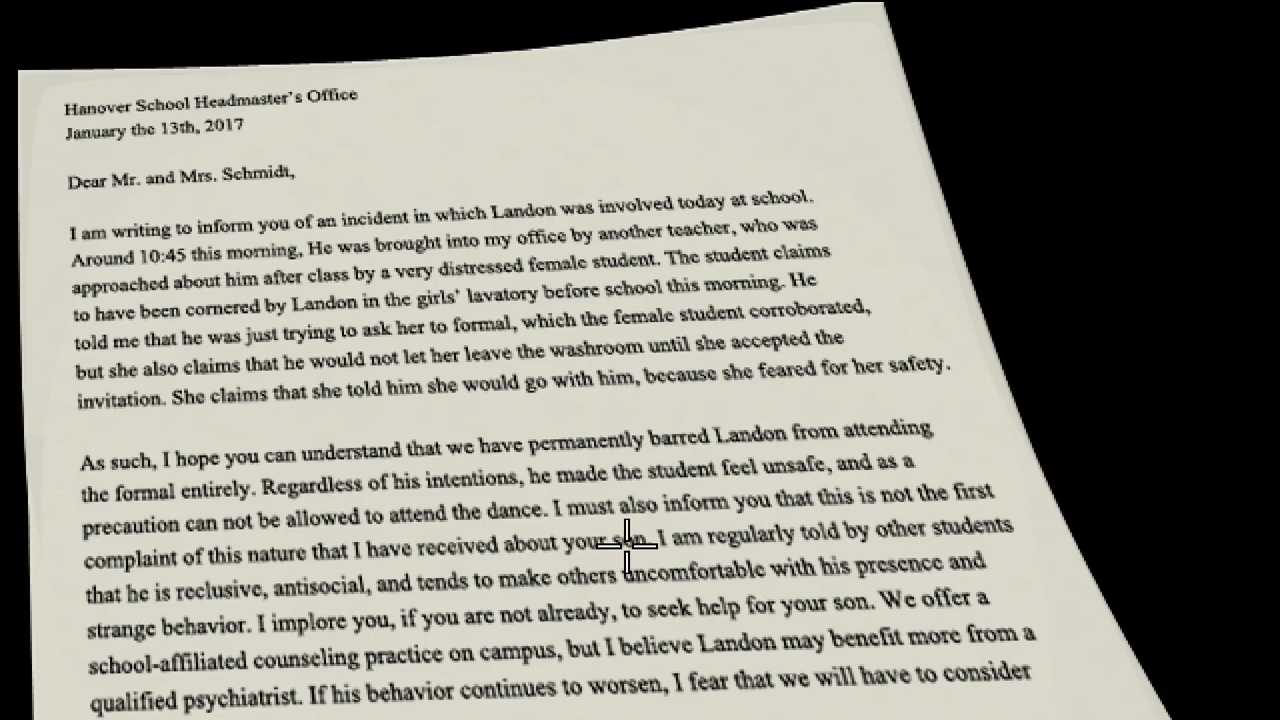 Hanover School Headmaster's Office
January the 13th, 2017
Dear Mr. and Mrs. Schmidt,
I am writing to inform you of an incident in which Landon was involved today at school.
Around 10:45 this morning, He was brought into my office by another teacher, who was
approached about him after class by a very distressed female student. The student claims
to have been cornered by Landon in the girls' lavatory before school this morning. He
told me that he was just trying to ask her to formal, which the female student corroborated,
but she also claims that he would not let her leave the washroom until she accepted the
invitation. She claims that she told him she would go with him, because she feared for her safety.
As such, I hope you can understand that we have permanently barred Landon from attending
the formal entirely. Regardless of his intentions, he made the student feel unsafe, and as a
precaution can not be allowed to attend the dance. I must also inform you that this is not the first
complaint of this nature that I have received about your son. I am regularly told by other students
that he is reclusive, antisocial, and tends to make others uncomfortable with his presence and
strange behavior. I implore you, if you are not already, to seek help for your son. We offer a
school-affiliated counseling practice on campus, but I believe Landon may benefit more from a
qualified psychiatrist. If his behavior continues to worsen, I fear that we will have to consider